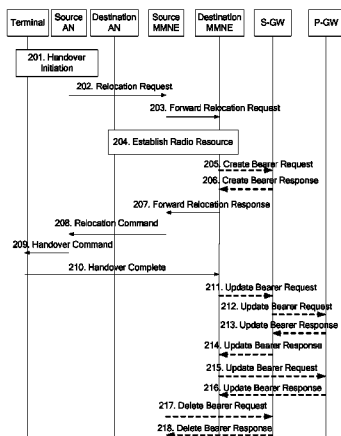 Terminal
Source
AN
Destination
AN
Source
MMNE
Destination
MMNE
S-GW
P-GW
201. Handover
Initiation
202. Relocation Request
203. Forward Relocation Request
204. Establish Radio Resource
205. Create Bearer Request
206. Create Bearer Response
207. Forward Relocation Response
208. Relocation Command
209. Handover Command
210. Handover Complete
211. Update Bearer Request
212. Update Bearer Request
213. Update Bearer Response
214. Update Bearer Response
215. Update Bearer Request
216. Update Bearer Response
217. Delete Bearer Request
218. Delete Bearer Response